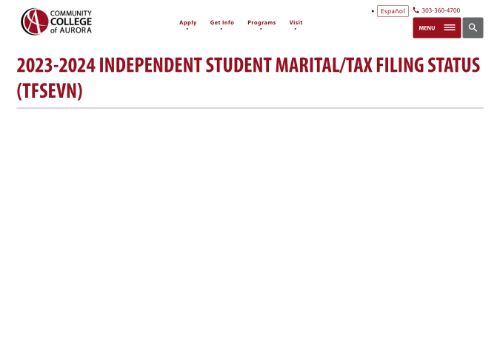 COMMUNITY
COLLEGE
of AURORA
Apply
Get Info
Programs
Visit
Español
303-360-4700
MENU
2023-2024 INDEPENDENT STUDENT MARITAL/TAX FILING STATUS
(TFSEVN)